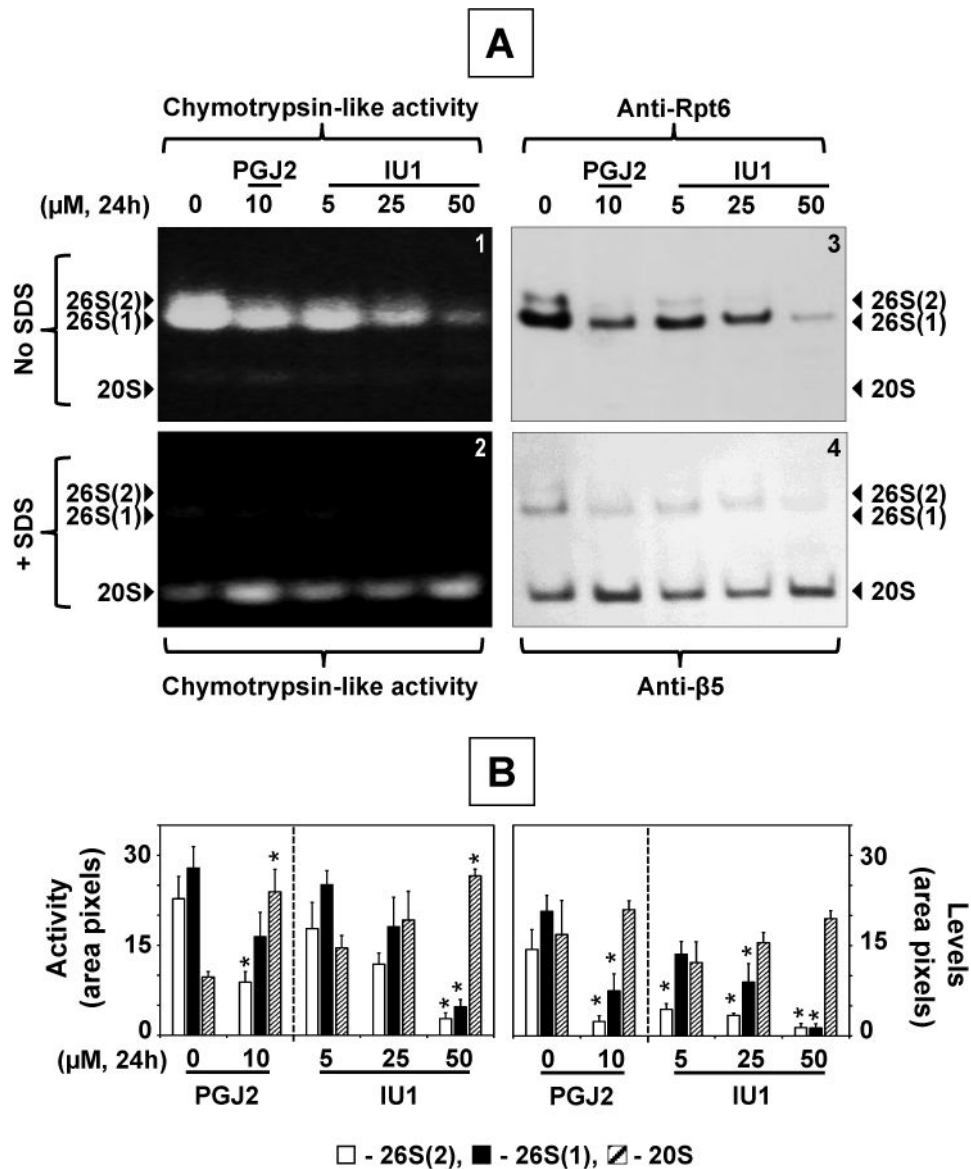 A
Chymotrypsin-like activity Anti-Rpt6
PGJ2 IU1 PGJ2 IU1
(µM, 24h) 0 10 5 25 50 0 10 5 25 50
No SDS
1 3
26S(2) 26S(2)
26S(1) 26S(1)
20S 20S
+ SDS
2 4
26S(2) 26S(2)
26S(1) 26S(1)
20S 20S
Chymotrypsin-like activity Anti-β5
B
Activity
(area pixels)
30 30
15 15
0 0
Levels
(area pixels)
* * * * * * * * * * * *
(µM, 24h) 0 10 5 25 50 0 10 5 25 50
PGJ2 IU1 PGJ2 IU1
- 26S(2), - 26S(1), - 20S